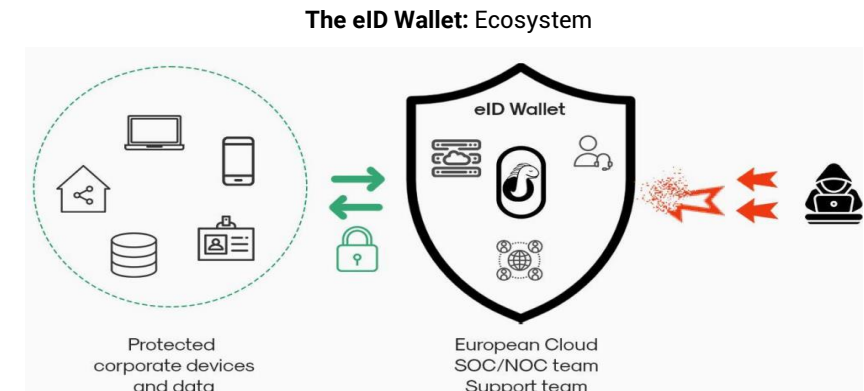 The eID Wallet: Ecosystem
eID Wallet
Protected
corporate devices
and data
European Cloud
SOC/NOC team
Support team